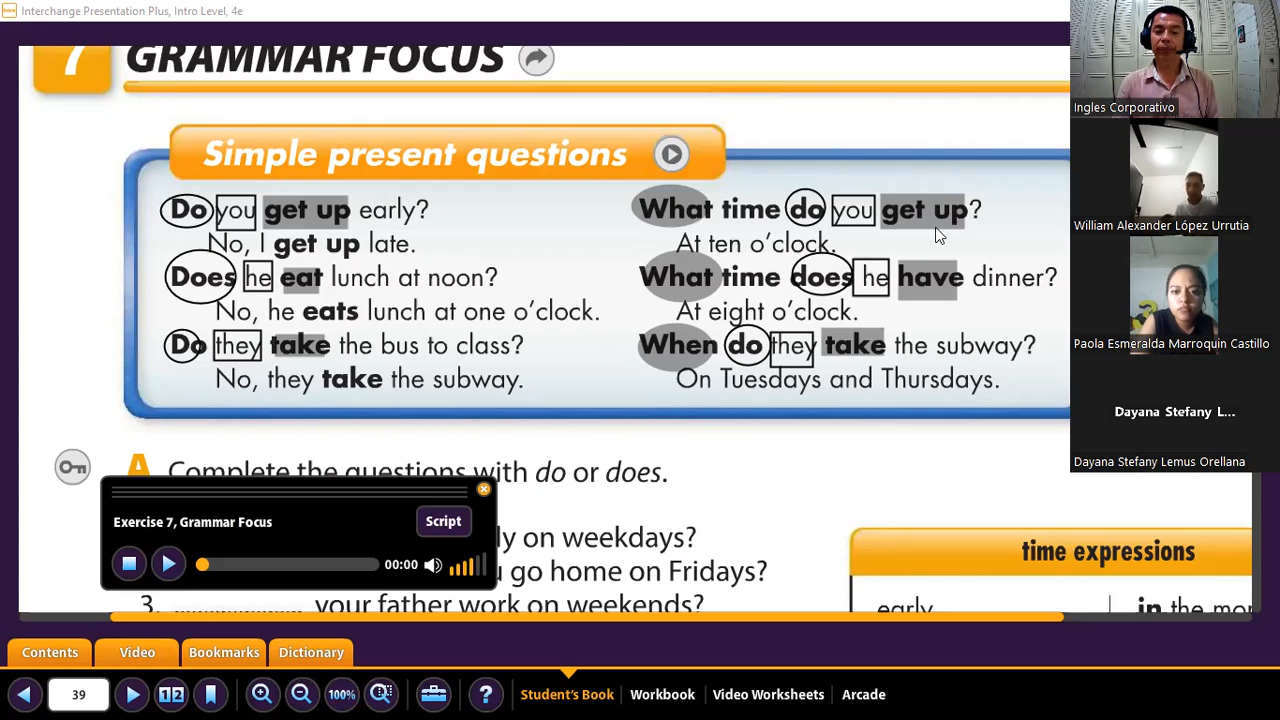 Interchange Presentation Plus, Intro Level, 4e
7 GRAMMAR FOCUS
Simple present questions
Do you get up early?
No, I get up late.
Does he eat lunch at noon?
No, he eats lunch at one o'clock.
Do they take the bus to class?
No, they take the subway.
What time do you get up?
At ten o'clock.
What time does he have dinner?
At eight o'clock.
When do they take the subway?
On Tuesdays and Thursdays.
A Complete the questions with do or does.
ly on weekdays?
u go home on Fridays?
3. your father work on weekends?
time expressions
early
in the mor
Exercise 7, Grammar Focus
Script
00:00
Ingles Corporativo
William Alexander López Urrutia
Paola Esmeralda Marroquin Castillo
Dayana Stefany L...
Dayana Stefany Lemus Orellana
Contents
Video
Bookmarks
Dictionary
39
12
100%
Student's Book
Workbook
Video Worksheets
Arcade